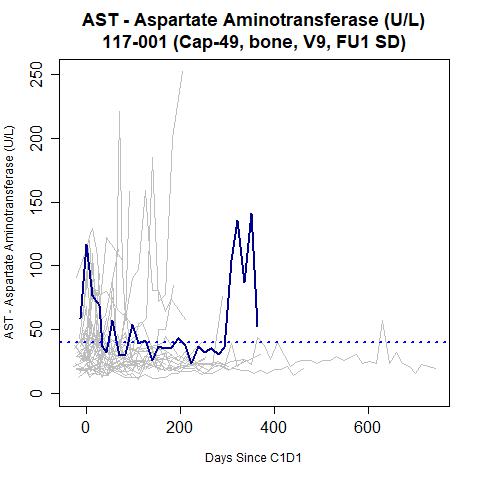 AST - Aspartate Aminotransferase (U/L)
117-001 (Cap-49, bone, V9, FU1 SD)
AST - Aspartate Aminotransferase (U/L)
250
200
150
100
50
0
0 200 400 600
Days Since C1D1